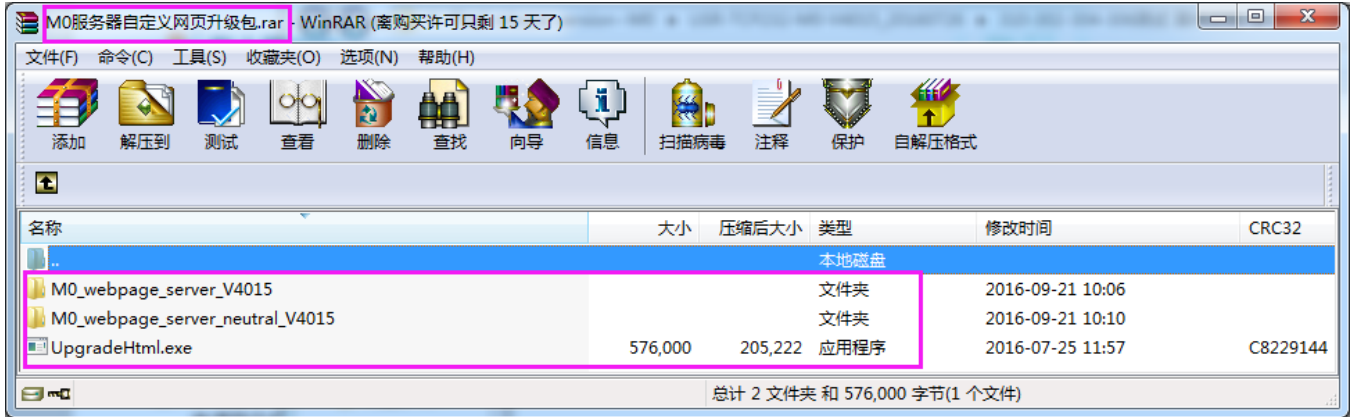 M0服务器自定义网页升级包.rar - WinRAR (离购买许可只剩 15 天了)
文件(F) 命令(C) 工具(S) 收藏夹(O) 选项(N) 帮助(H)
添加 解压到 测试 查看 删除 查找 向导 信息 扫描病毒 注释 保护 自解压格式
名称 大小 压缩后大小 类型 修改时间 CRC32
.. 本地磁盘
M0_webpage_server_V4015 文件夹 2016-09-21 10:06
M0_webpage_server_neutral_V4015 文件夹 2016-09-21 10:10
UpgradeHtml.exe 576,000 205,222 应用程序 2016-07-25 11:57 C8229144
总计 2 文件夹 和 576,000 字节(1 个文件)